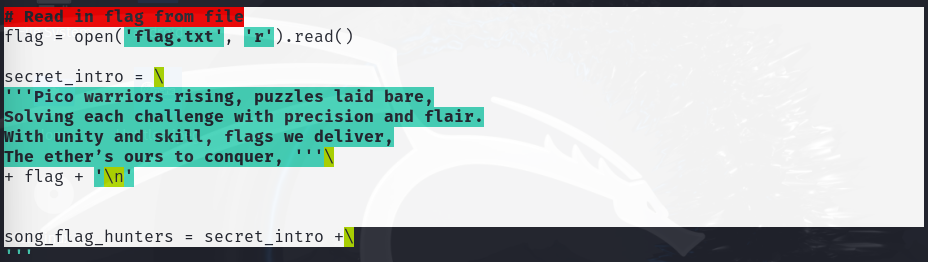 # Read in flag from file
flag = open('flag.txt', 'r').read()
secret_intro = \
'''Pico warriors rising, puzzles laid bare,
Solving each challenge with precision and flair.
With unity and skill, flags we deliver,
The ether’s ours to conquer, '''\
+ flag + '\n'
song_flag_hunters = secret_intro +\
'''